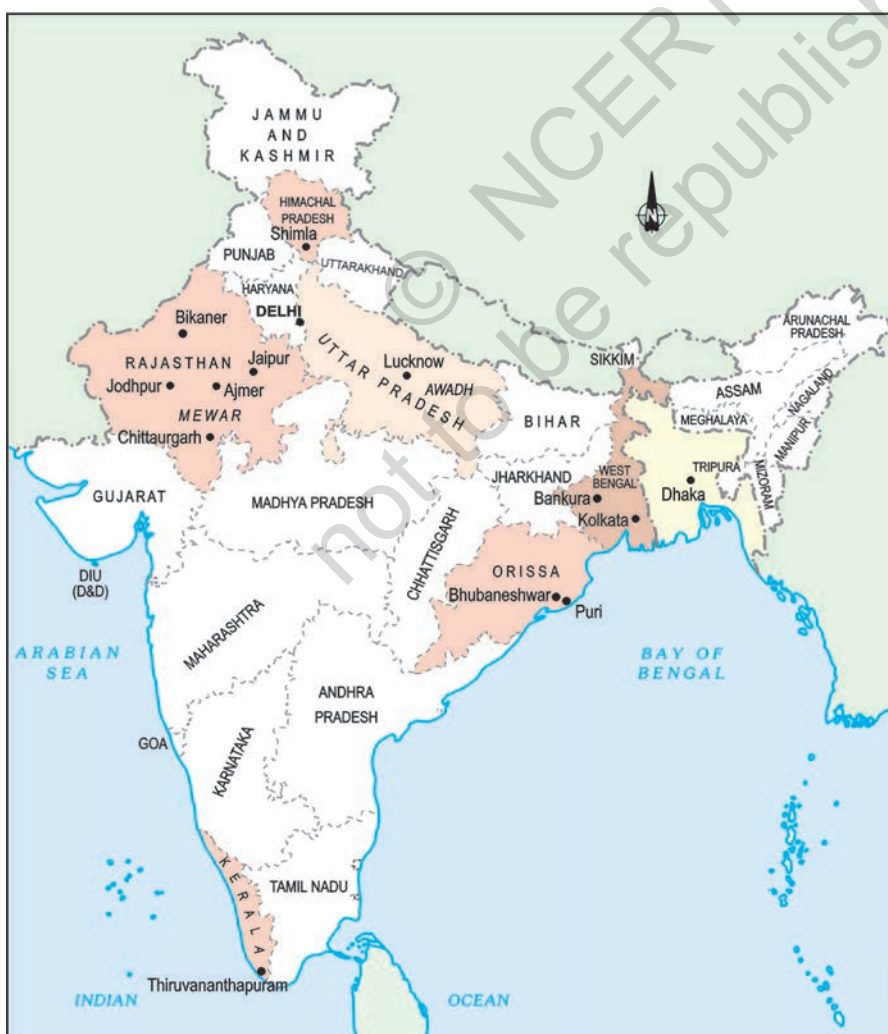 © NCERT
not to be republish
JAMMU
AND
KASHMIR
HIMACHAL
PRADESH
Shimla
PUNJAB
UTTARAKHAND
HARYANA
DELHI
N
ARUNACHAL
PRADESH
Bikaner
RAJASTHAN
Jaipur
Jodhpur
Ajmer
MEWAR
Chittaurgarh
UTTAR PRADESH
Lucknow
AWADH
SIKKIM
ASSAM
NAGALAND
MEGHALAYA
MANIPUR
BIHAR
TRIPURA
MIZORAM
Dhaka
GUJARAT
MADHYA PRADESH
JHARKHAND
WEST
BENGAL
Bankura
Kolkata
CHHATTISGARH
DIU
(D&D)
ORISSA
Bhubaneshwar
Puri
MAHARASHTRA
ARABIAN
SEA
BAY OF
BENGAL
ANDHRA
PRADESH
GOA
KARNATAKA
KERALA
TAMIL NADU
Thiruvananthapuram
INDIAN
OCEAN